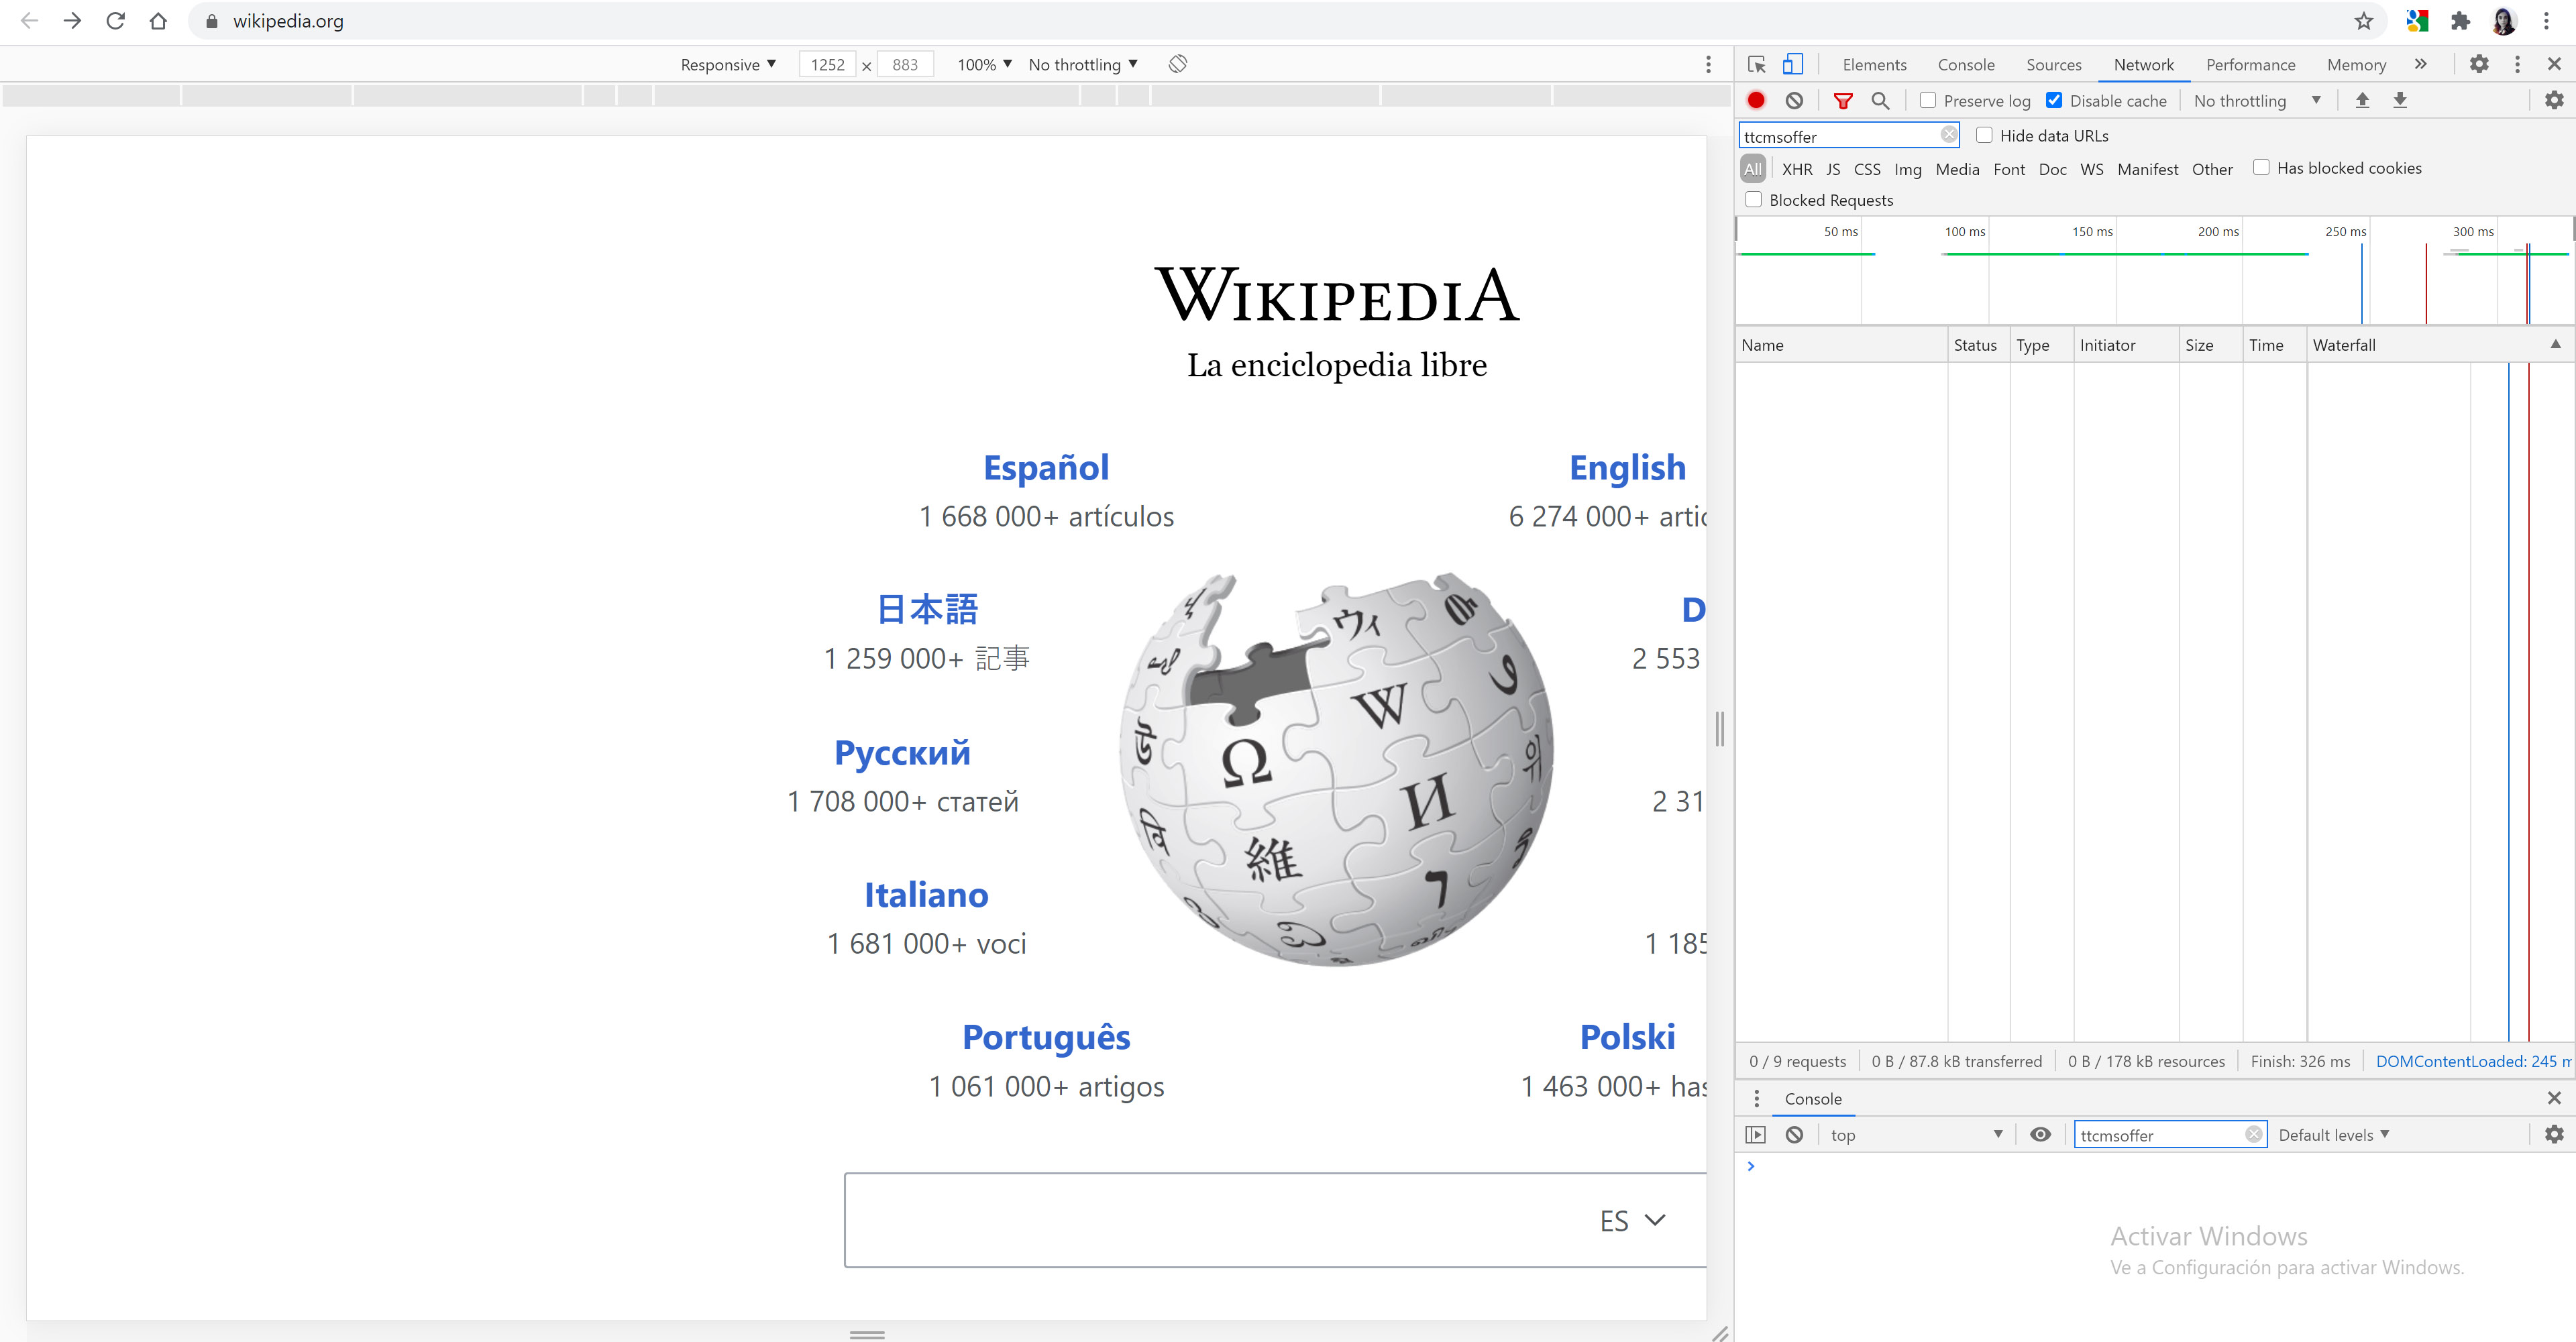 wikipedia.org
Responsive 1252 × 883 100% No throttling
Elements Console Sources Network Performance Memory
Preserve log Disable cache No throttling
ttcmsoffer Hide data URLs
All XHR JS CSS Img Media Font Doc WS Manifest Other Has blocked cookies
Blocked Requests
50 ms 100 ms 150 ms 200 ms 250 ms 300 ms
Name Status Type Initiator Size Time Waterfall
WIKIPEDIA
La enciclopedia libre
Español
1 668 000+ artículos
English
6 274 000+ artic
日本語
1 259 000+ 記事
D
2 553
Русский
1 708 000+ статей
2 31
Italiano
1 681 000+ voci
1 185
Português
1 061 000+ artigos
Polski
1 463 000+ has
Ω W И 維 ウィ
ES
0 / 9 requests 0 B / 87.8 kB transferred 0 B / 178 kB resources Finish: 326 ms DOMContentLoaded: 245 m
Console
top ttcmsoffer Default levels
Activar Windows
Ve a Configuración para activar Windows.